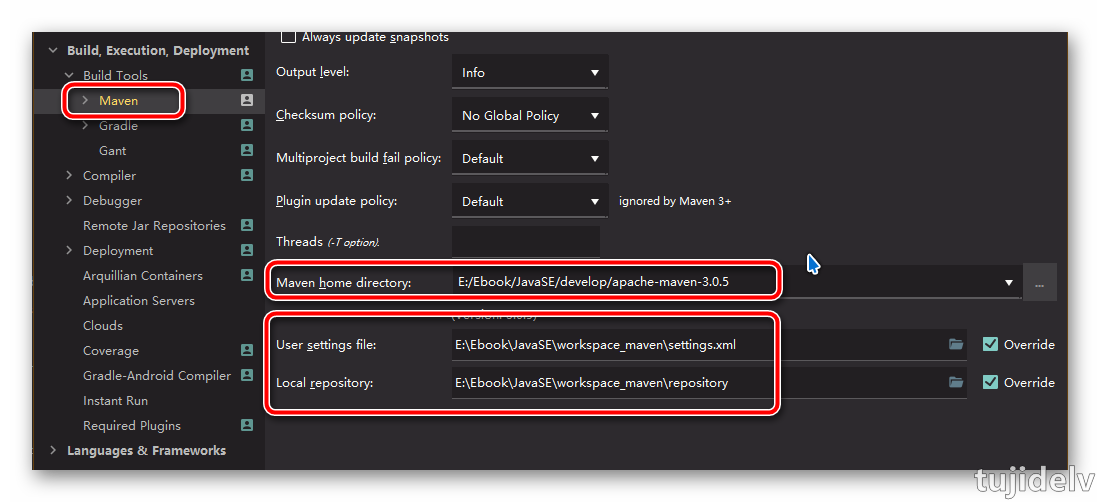 Build, Execution, Deployment
Always update snapshots
Build Tools
Output level: Info
Maven
Checksum policy: No Global Policy
Gradle
Gant
Multiproject build fail policy: Default
Compiler
Debugger
Plugin update policy: Default ignored by Maven 3+
Remote Jar Repositories
Threads (-T option).
Deployment
Arquillian Containers
Maven home directory: E:/Ebook/JavaSE/develop/apache-maven-3.0.5 ...
Application Servers
Clouds
User settings file: E:\Ebook\JavaSE\workspace_maven\settings.xml Override
Coverage
Gradle-Android Compiler
Local repository: E:\Ebook\JavaSE\workspace_maven\repository Override
Instant Run
Required Plugins
Languages & Frameworks
tujidelv